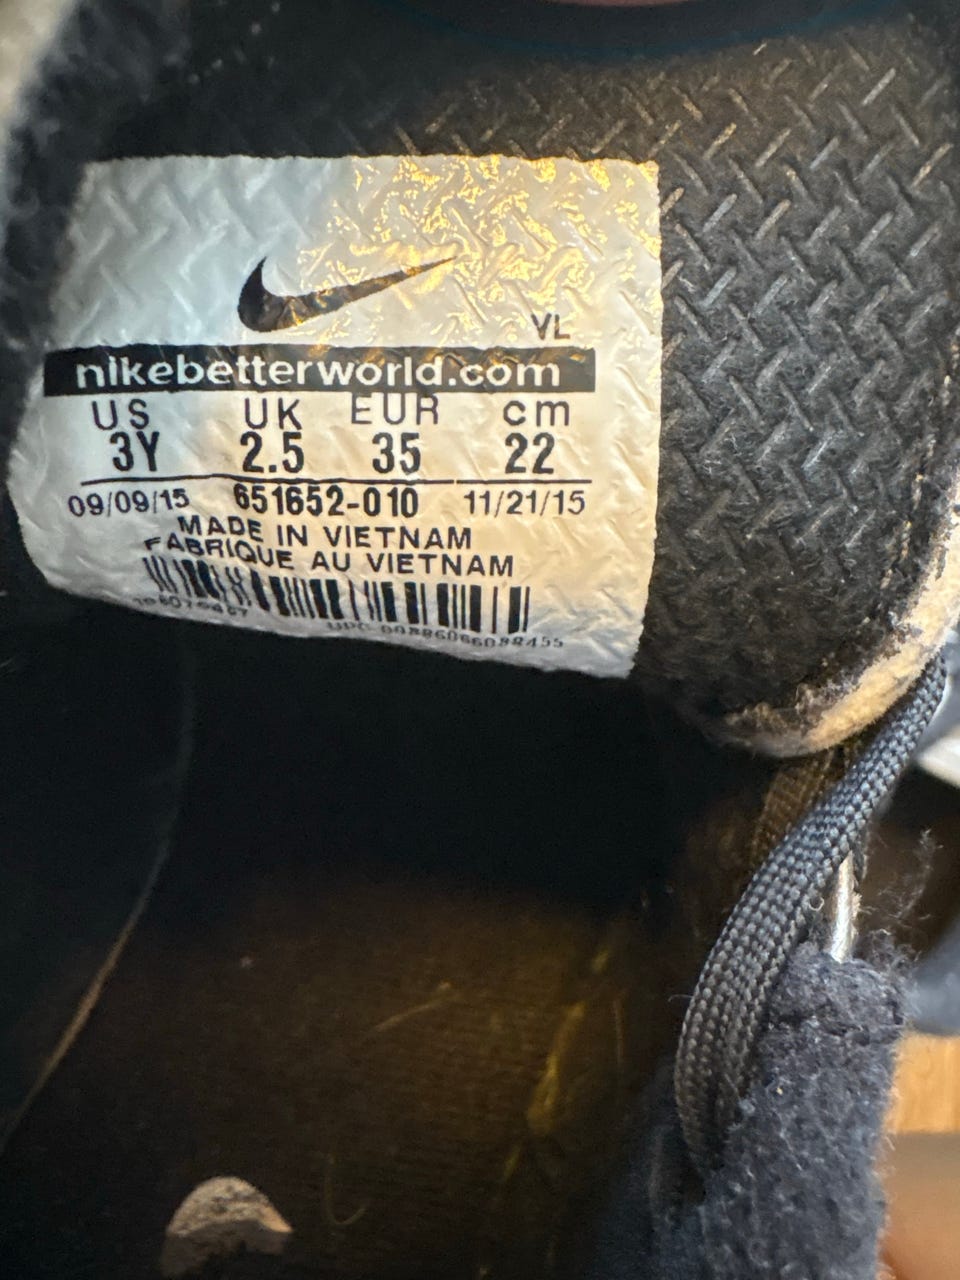 VL
nikebetterworld.com
US UK EUR cm
3Y 2.5 35 22
09/09/15 651652-010 11/21/15
MADE IN VIETNAM
FABRIQUE AU VIETNAM
UPC